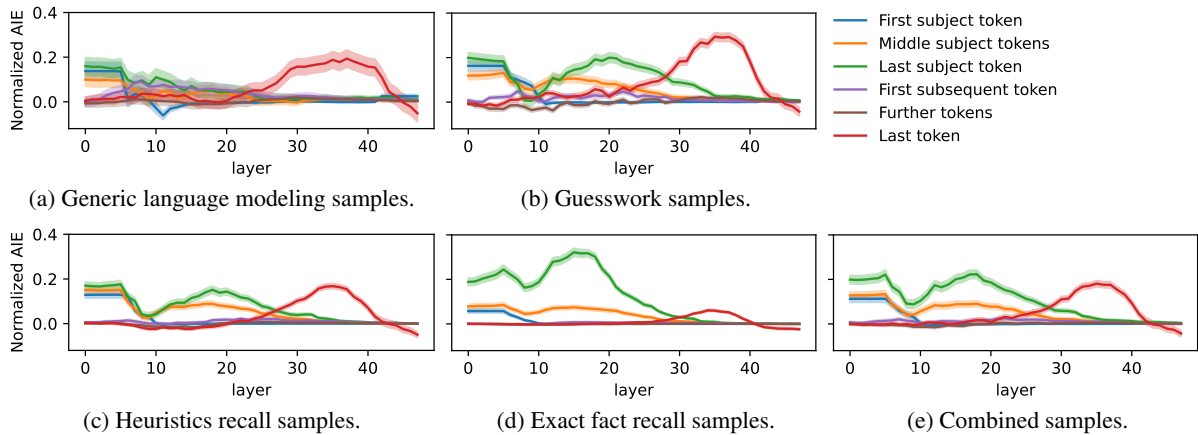 Normalized AIE
0.4
0.2
0.0
0 10 20 30 40
layer
(a) Generic language modeling samples.
0 10 20 30 40
layer
(b) Guesswork samples.
First subject token
Middle subject tokens
Last subject token
First subsequent token
Further tokens
Last token
Normalized AIE
0.4
0.2
0.0
0 10 20 30 40
layer
(c) Heuristics recall samples.
0 10 20 30 40
layer
(d) Exact fact recall samples.
0 10 20 30 40
layer
(e) Combined samples.